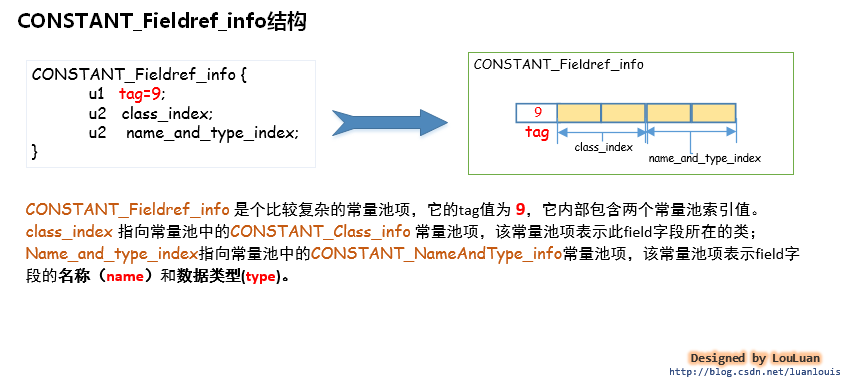 CONSTANT_Fieldref_info结构
CONSTANT_Fieldref_info {
u1 tag=9;
u2 class_index;
u2 name_and_type_index;
}
CONSTANT_Fieldref_info
9
tag
class_index
name_and_type_index
CONSTANT_Fieldref_info 是个比较复杂的常量池项，它的tag值为 9，它内部包含两个常量池索引值。
class_index 指向常量池中的CONSTANT_Class_info 常量池项，该常量池项表示此field字段所在的类；
Name_and_type_index指向常量池中的CONSTANT_NameAndType_info常量池项，该常量池项表示field字
段的名称（name）和数据类型(type)。
Designed by LouLuan
http://blog.csdn.net/luanlouis